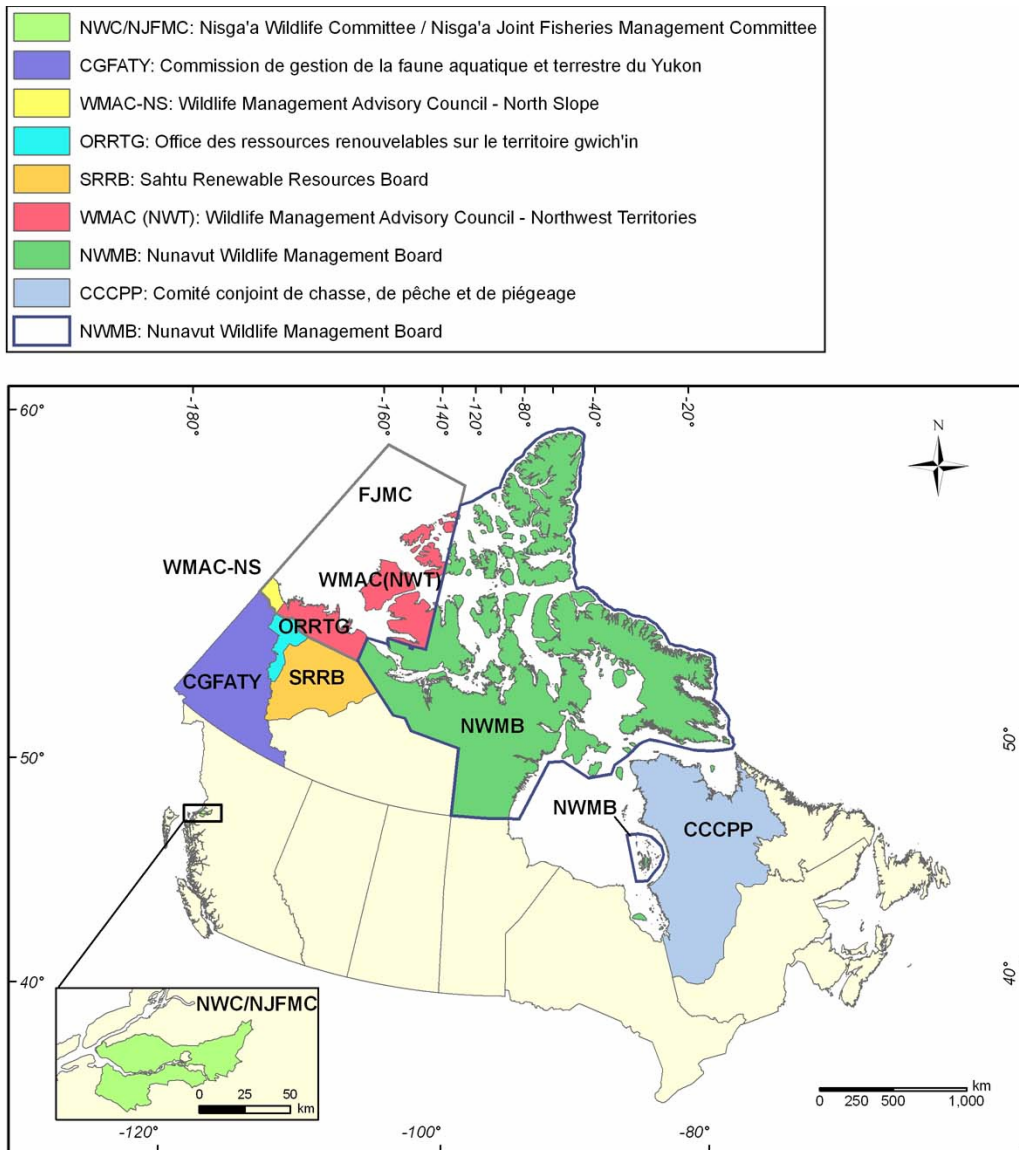 NWC/NJFMC: Nisga'a Wildlife Committee / Nisga'a Joint Fisheries Management Committee
CGFATY: Commission de gestion de la faune aquatique et terrestre du Yukon
WMAC-NS: Wildlife Management Advisory Council - North Slope
ORRTG: Office des ressources renouvelables sur le territoire gwich'in
SRRB: Sahtu Renewable Resources Board
WMAC (NWT): Wildlife Management Advisory Council - Northwest Territories
NWMB: Nunavut Wildlife Management Board
CCCPP: Comité conjoint de chasse, de pêche et de piégeage
NWMB: Nunavut Wildlife Management Board
60° -180° -160° -140° -120° -80° -40° -20°
N
FJMC
WMAC-NS
WMAC(NWT)
ORRTG
CGFATY
SRRB
NWMB
50° 50°
NWMB
CCCPP
40° 40°
NWC/NJFMC
0 25 50
km
km
0 250 500 1,000
-120° -100° -80°